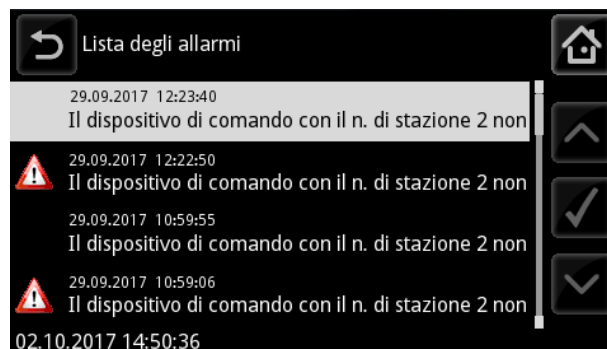 Lista degli allarmi
29.09.2017 12:23:40
Il dispositivo di comando con il n. di stazione 2 non
29.09.2017 12:22:50
Il dispositivo di comando con il n. di stazione 2 non
29.09.2017 10:59:55
Il dispositivo di comando con il n. di stazione 2 non
29.09.2017 10:59:06
Il dispositivo di comando con il n. di stazione 2 non
02.10.2017 14:50:36